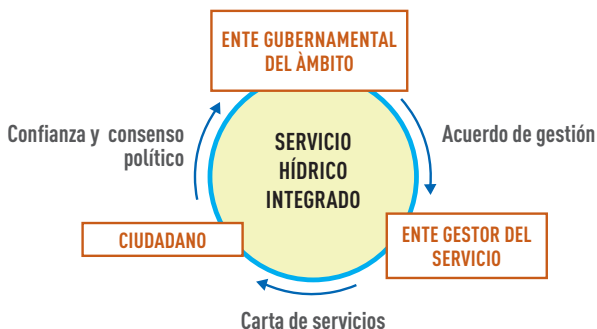 ENTE GUBERNAMENTAL
DEL ÀMBITO
Confianza y consenso
político
Acuerdo de gestión
SERVICIO
HÍDRICO
INTEGRADO
CIUDADANO
ENTE GESTOR DEL
SERVICIO
Carta de servicios